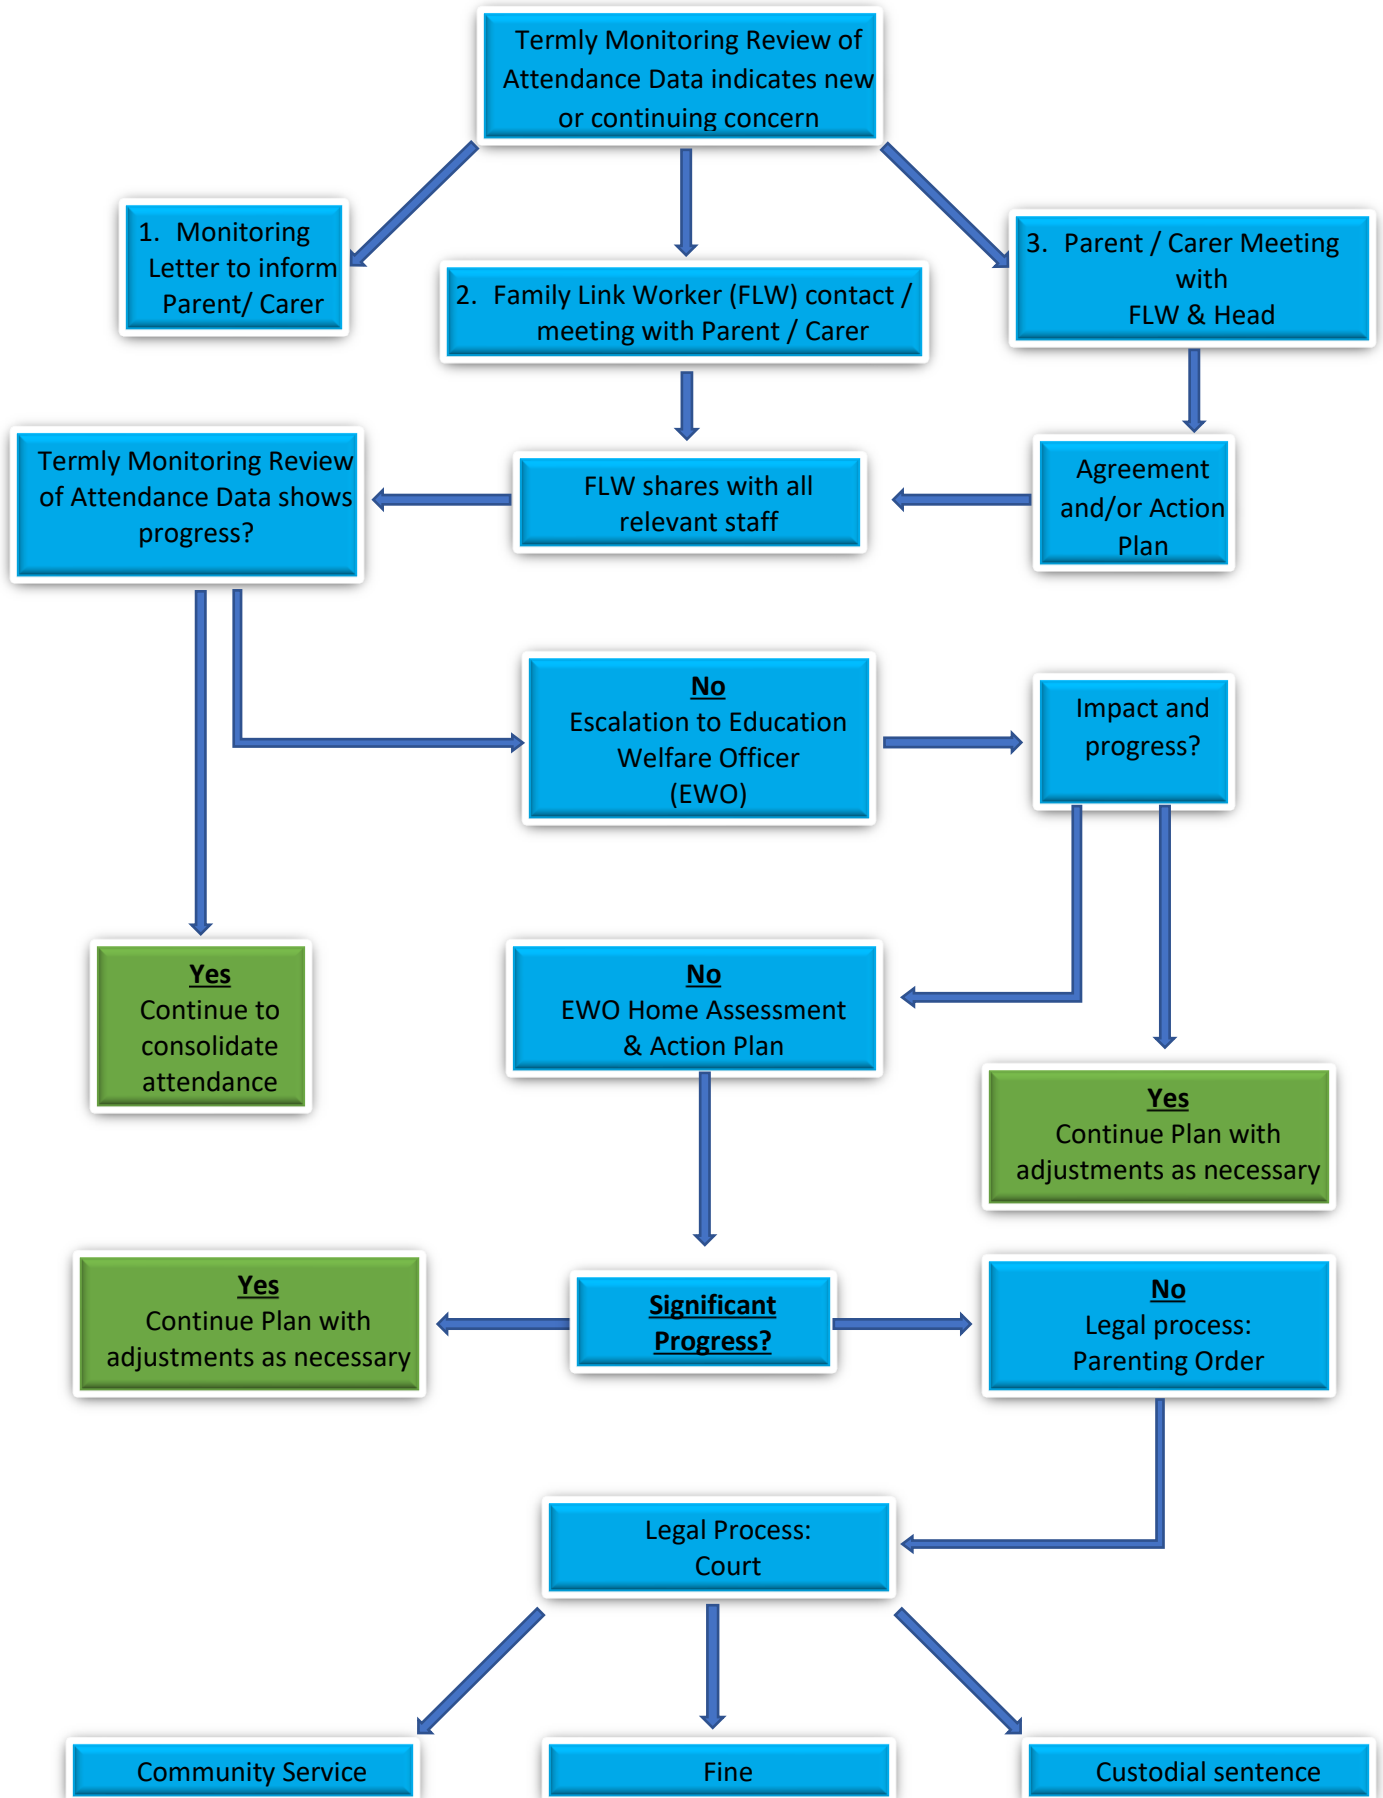 Termly Monitoring Review of
Attendance Data indicates new
or continuing concern
1. Monitoring
Letter to inform
Parent/ Carer
2. Family Link Worker (FLW) contact /
meeting with Parent / Carer
3. Parent / Carer Meeting
with
FLW & Head
Termly Monitoring Review
of Attendance Data shows
progress?
FLW shares with all
relevant staff
Agreement
and/or Action
Plan
No
Escalation to Education
Welfare Officer
(EWO)
Impact and
progress?
Yes
Continue to
consolidate
attendance
No
EWO Home Assessment
& Action Plan
Yes
Continue Plan with
adjustments as necessary
Yes
Continue Plan with
adjustments as necessary
Significant
Progress?
No
Legal process:
Parenting Order
Legal Process:
Court
Community Service
Fine
Custodial sentence